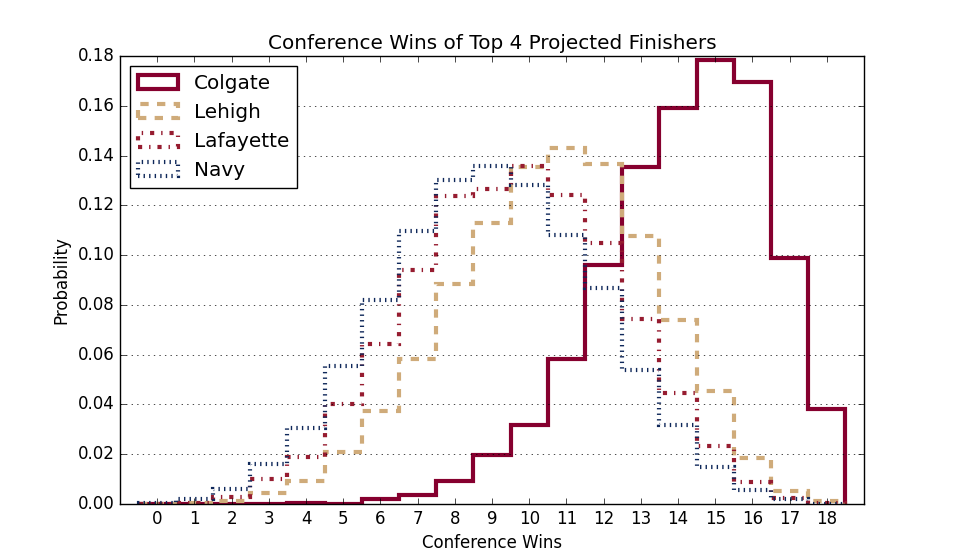 Conference Wins of Top 4 Projected Finishers
Colgate
Lehigh
Lafayette
Navy
Probability
0.18
0.16
0.14
0.12
0.10
0.08
0.06
0.04
0.02
0.00
0 1 2 3 4 5 6 7 8 9 10 11 12 13 14 15 16 17 18
Conference Wins